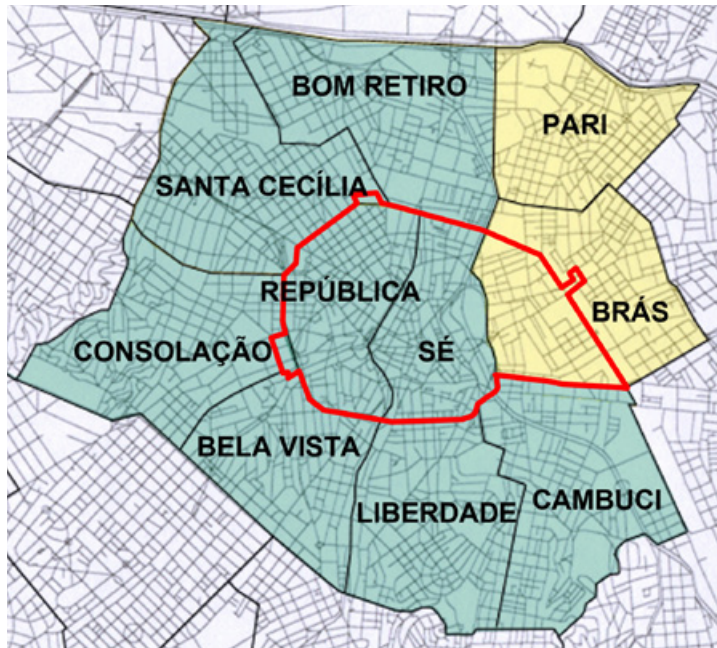 BOM RETIRO
PARI
SANTA CECÍLIA
REPÚBLICA
BRÁS
CONSOLAÇÃO
SÉ
BELA VISTA
LIBERDADE
CAMBUCI